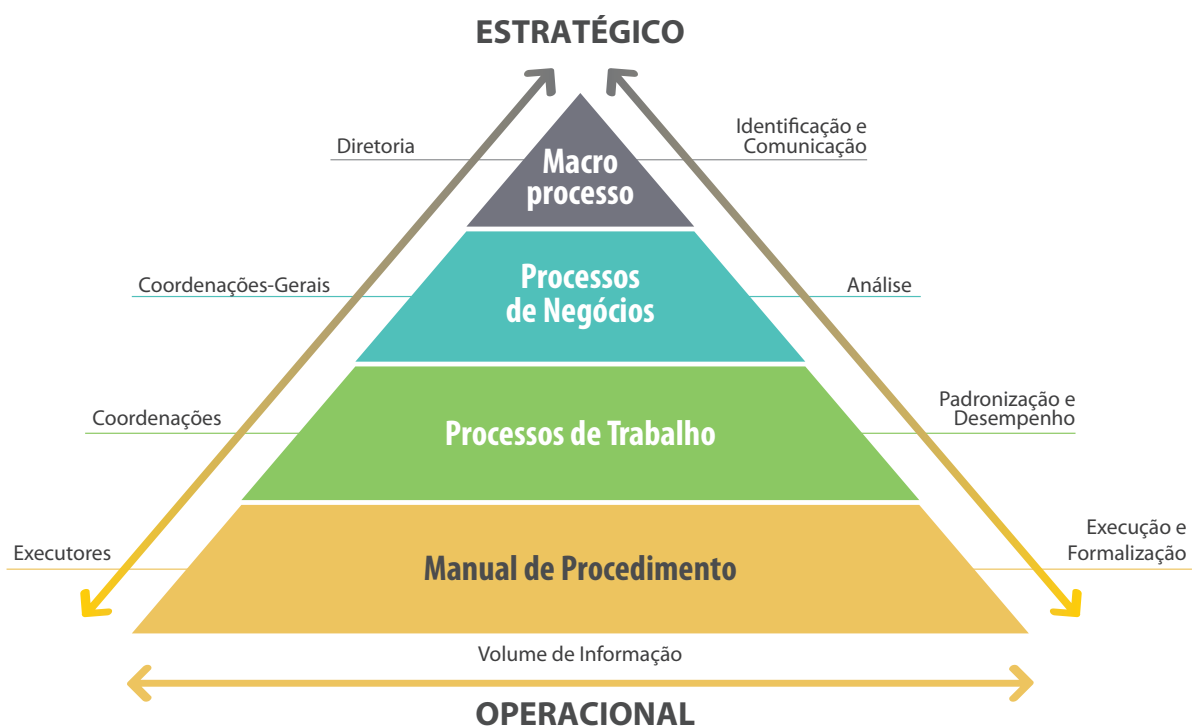 ESTRATÉGICO
Diretoria
Macro
processo
Identificação e
Comunicação
Coordenações-Gerais
Processos
de Negócios
Análise
Coordenações
Processos de Trabalho
Padronização e
Desempenho
Executores
Manual de Procedimento
Execução e
Formalização
Volume de Informação
OPERACIONAL